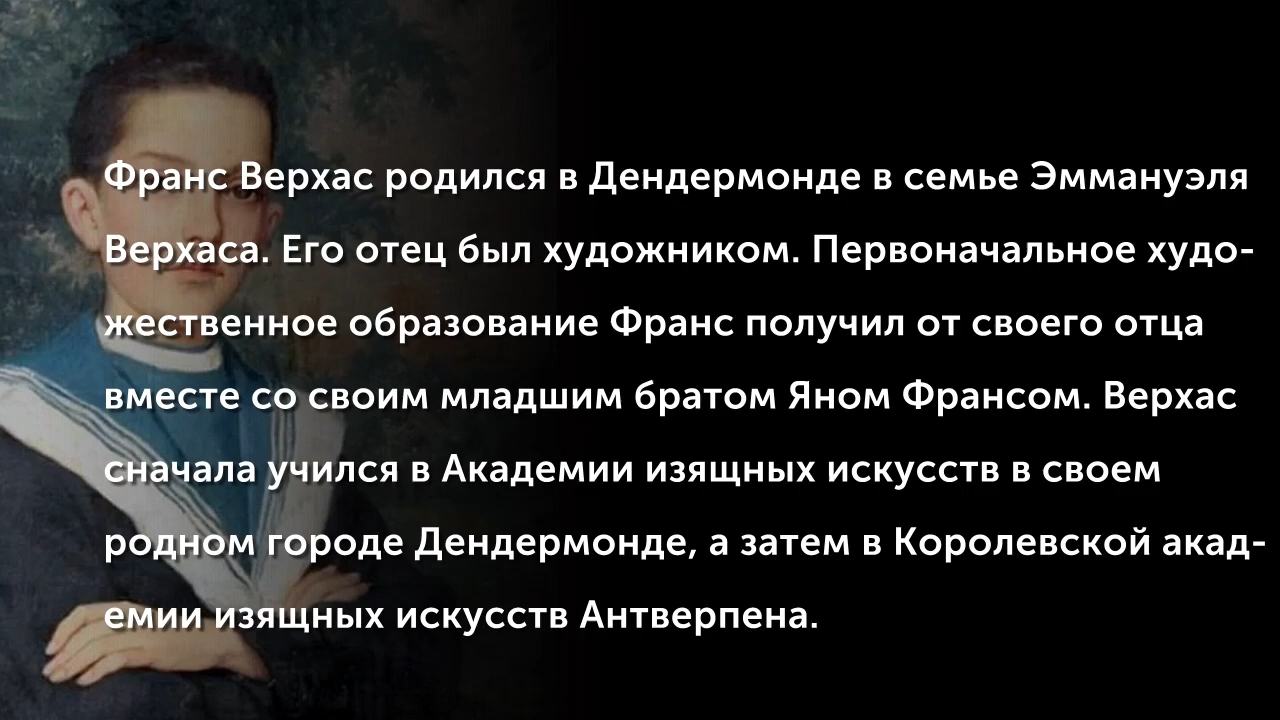 Франс Верхас родился в Дендермонде в семье Эммануэля
Верхаса. Его отец был художником. Первоначальное худо-
жественное образование Франс получил от своего отца
вместе со своим младшим братом Яном Франсом. Верхас
сначала учился в Академии изящных искусств в своем
родном городе Дендермонде, а затем в Королевской акад-
емии изящных искусств Антверпена.